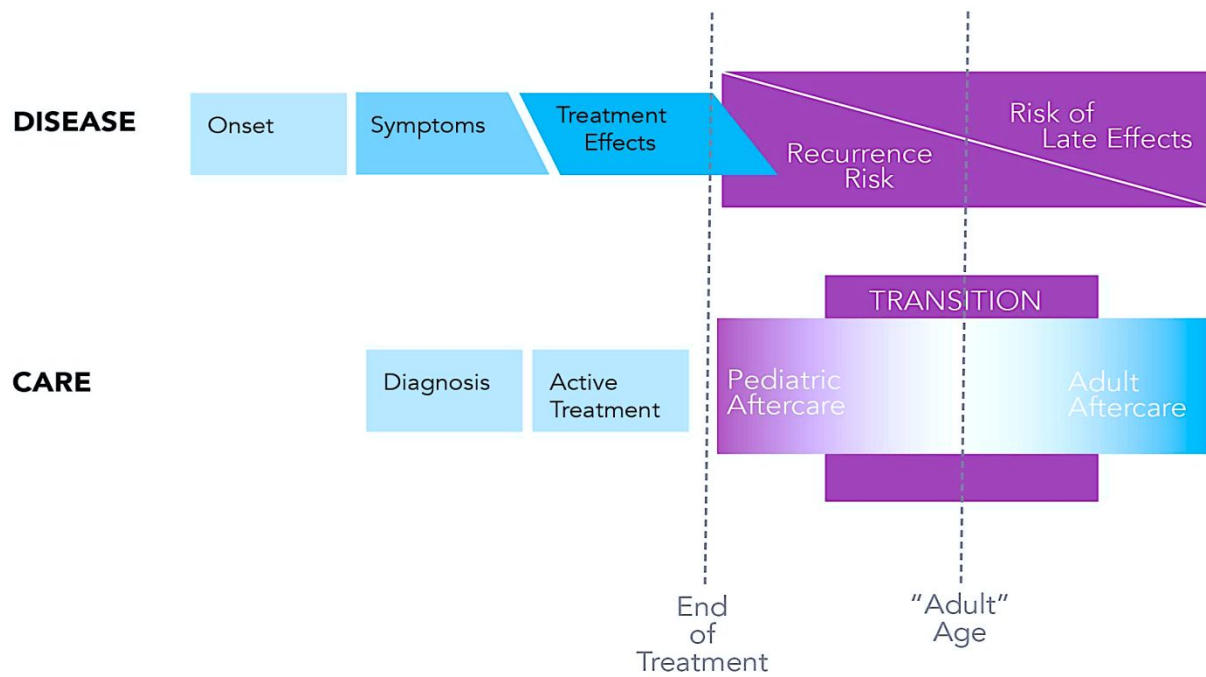 DISEASE
Onset
Symptoms
Treatment
Effects
Recurrence
Risk
Risk of
Late Effects
CARE
Diagnosis
Active
Treatment
TRANSITION
Pediatric
Aftercare
Adult
Aftercare
End
of
Treatment
“Adult”
Age